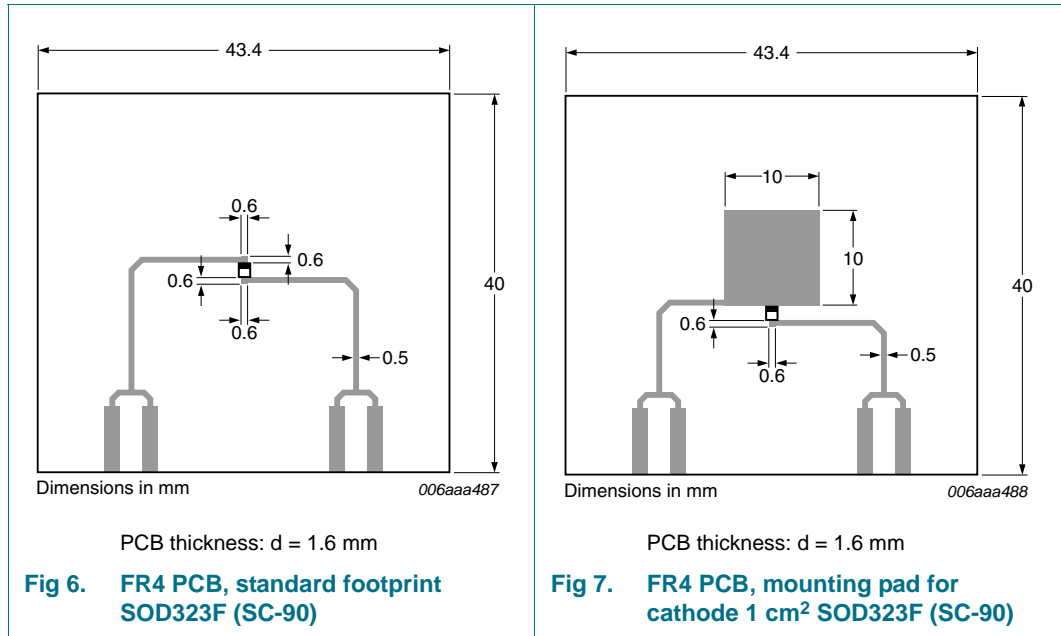 43.4
0.6
0.6
0.6
0.6
0.5
40
Dimensions in mm
006aaa487
PCB thickness: d = 1.6 mm
Fig 6. FR4 PCB, standard footprint
SOD323F (SC-90)
43.4
10
10
0.6
0.6
0.5
40
Dimensions in mm
006aaa488
PCB thickness: d = 1.6 mm
Fig 7. FR4 PCB, mounting pad for
cathode 1 cm² SOD323F (SC-90)